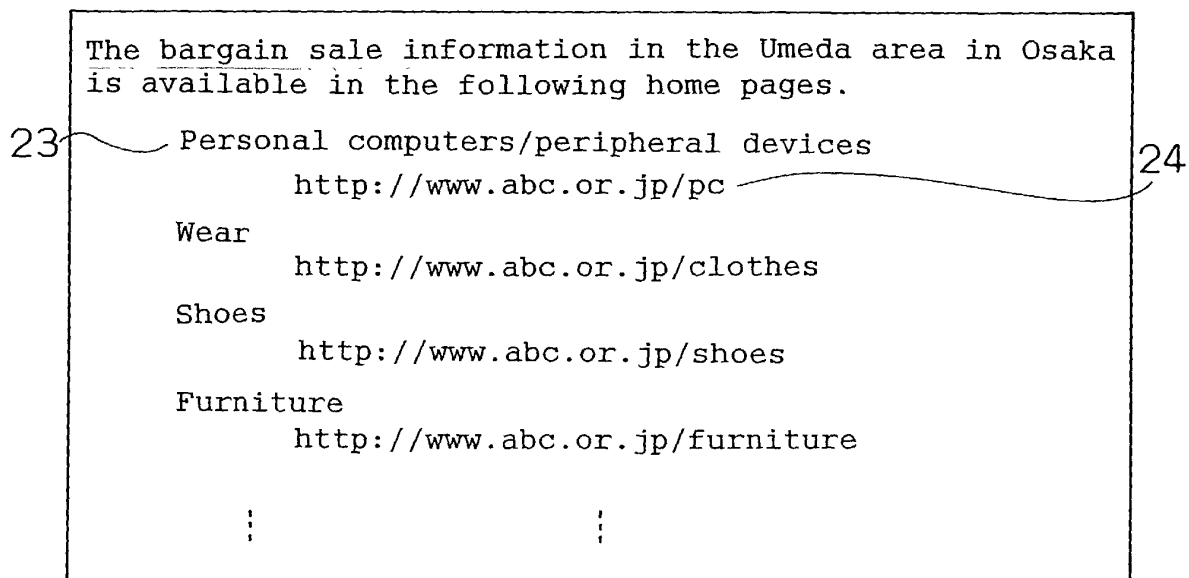 The bargain sale information in the Umeda area in Osaka
is available in the following home pages.
23 Personal computers/peripheral devices
http://www.abc.or.jp/pc 24
Wear
http://www.abc.or.jp/clothes
Shoes
http://www.abc.or.jp/shoes
Furniture
http://www.abc.or.jp/furniture